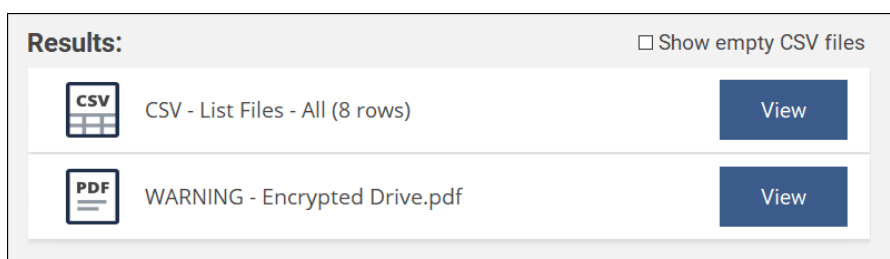 Results:
Show empty CSV files
CSV
CSV - List Files - All (8 rows)
View
PDF
WARNING - Encrypted Drive.pdf
View